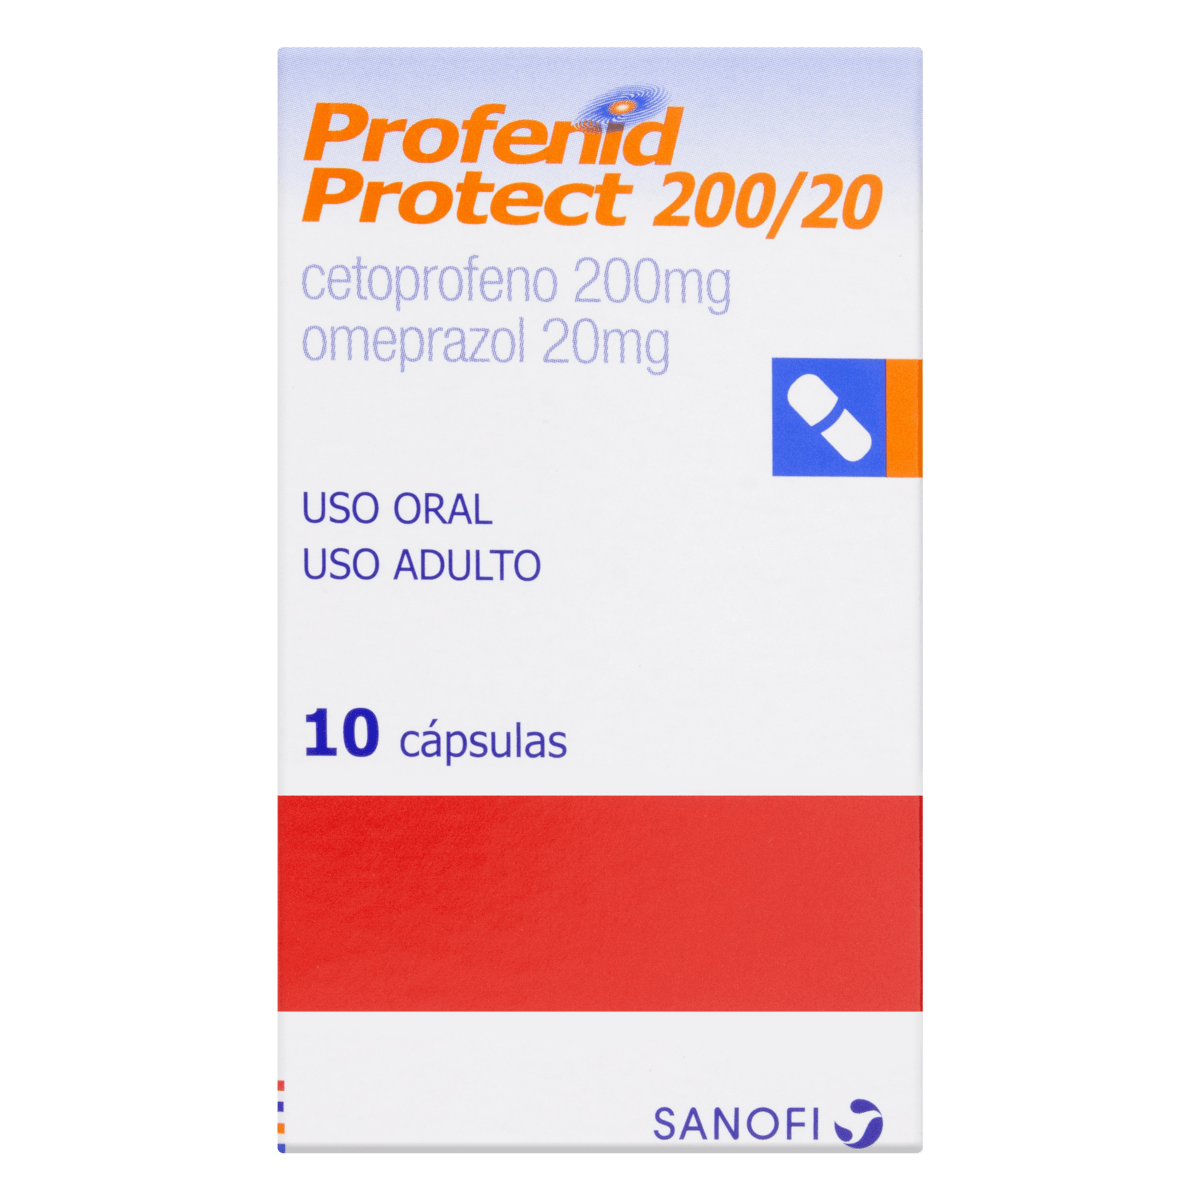 Profenid
Protect 200/20
cetoprofeno 200mg
omeprazol 20mg
USO ORAL
USO ADULTO
10 cápsulas
SANOFI